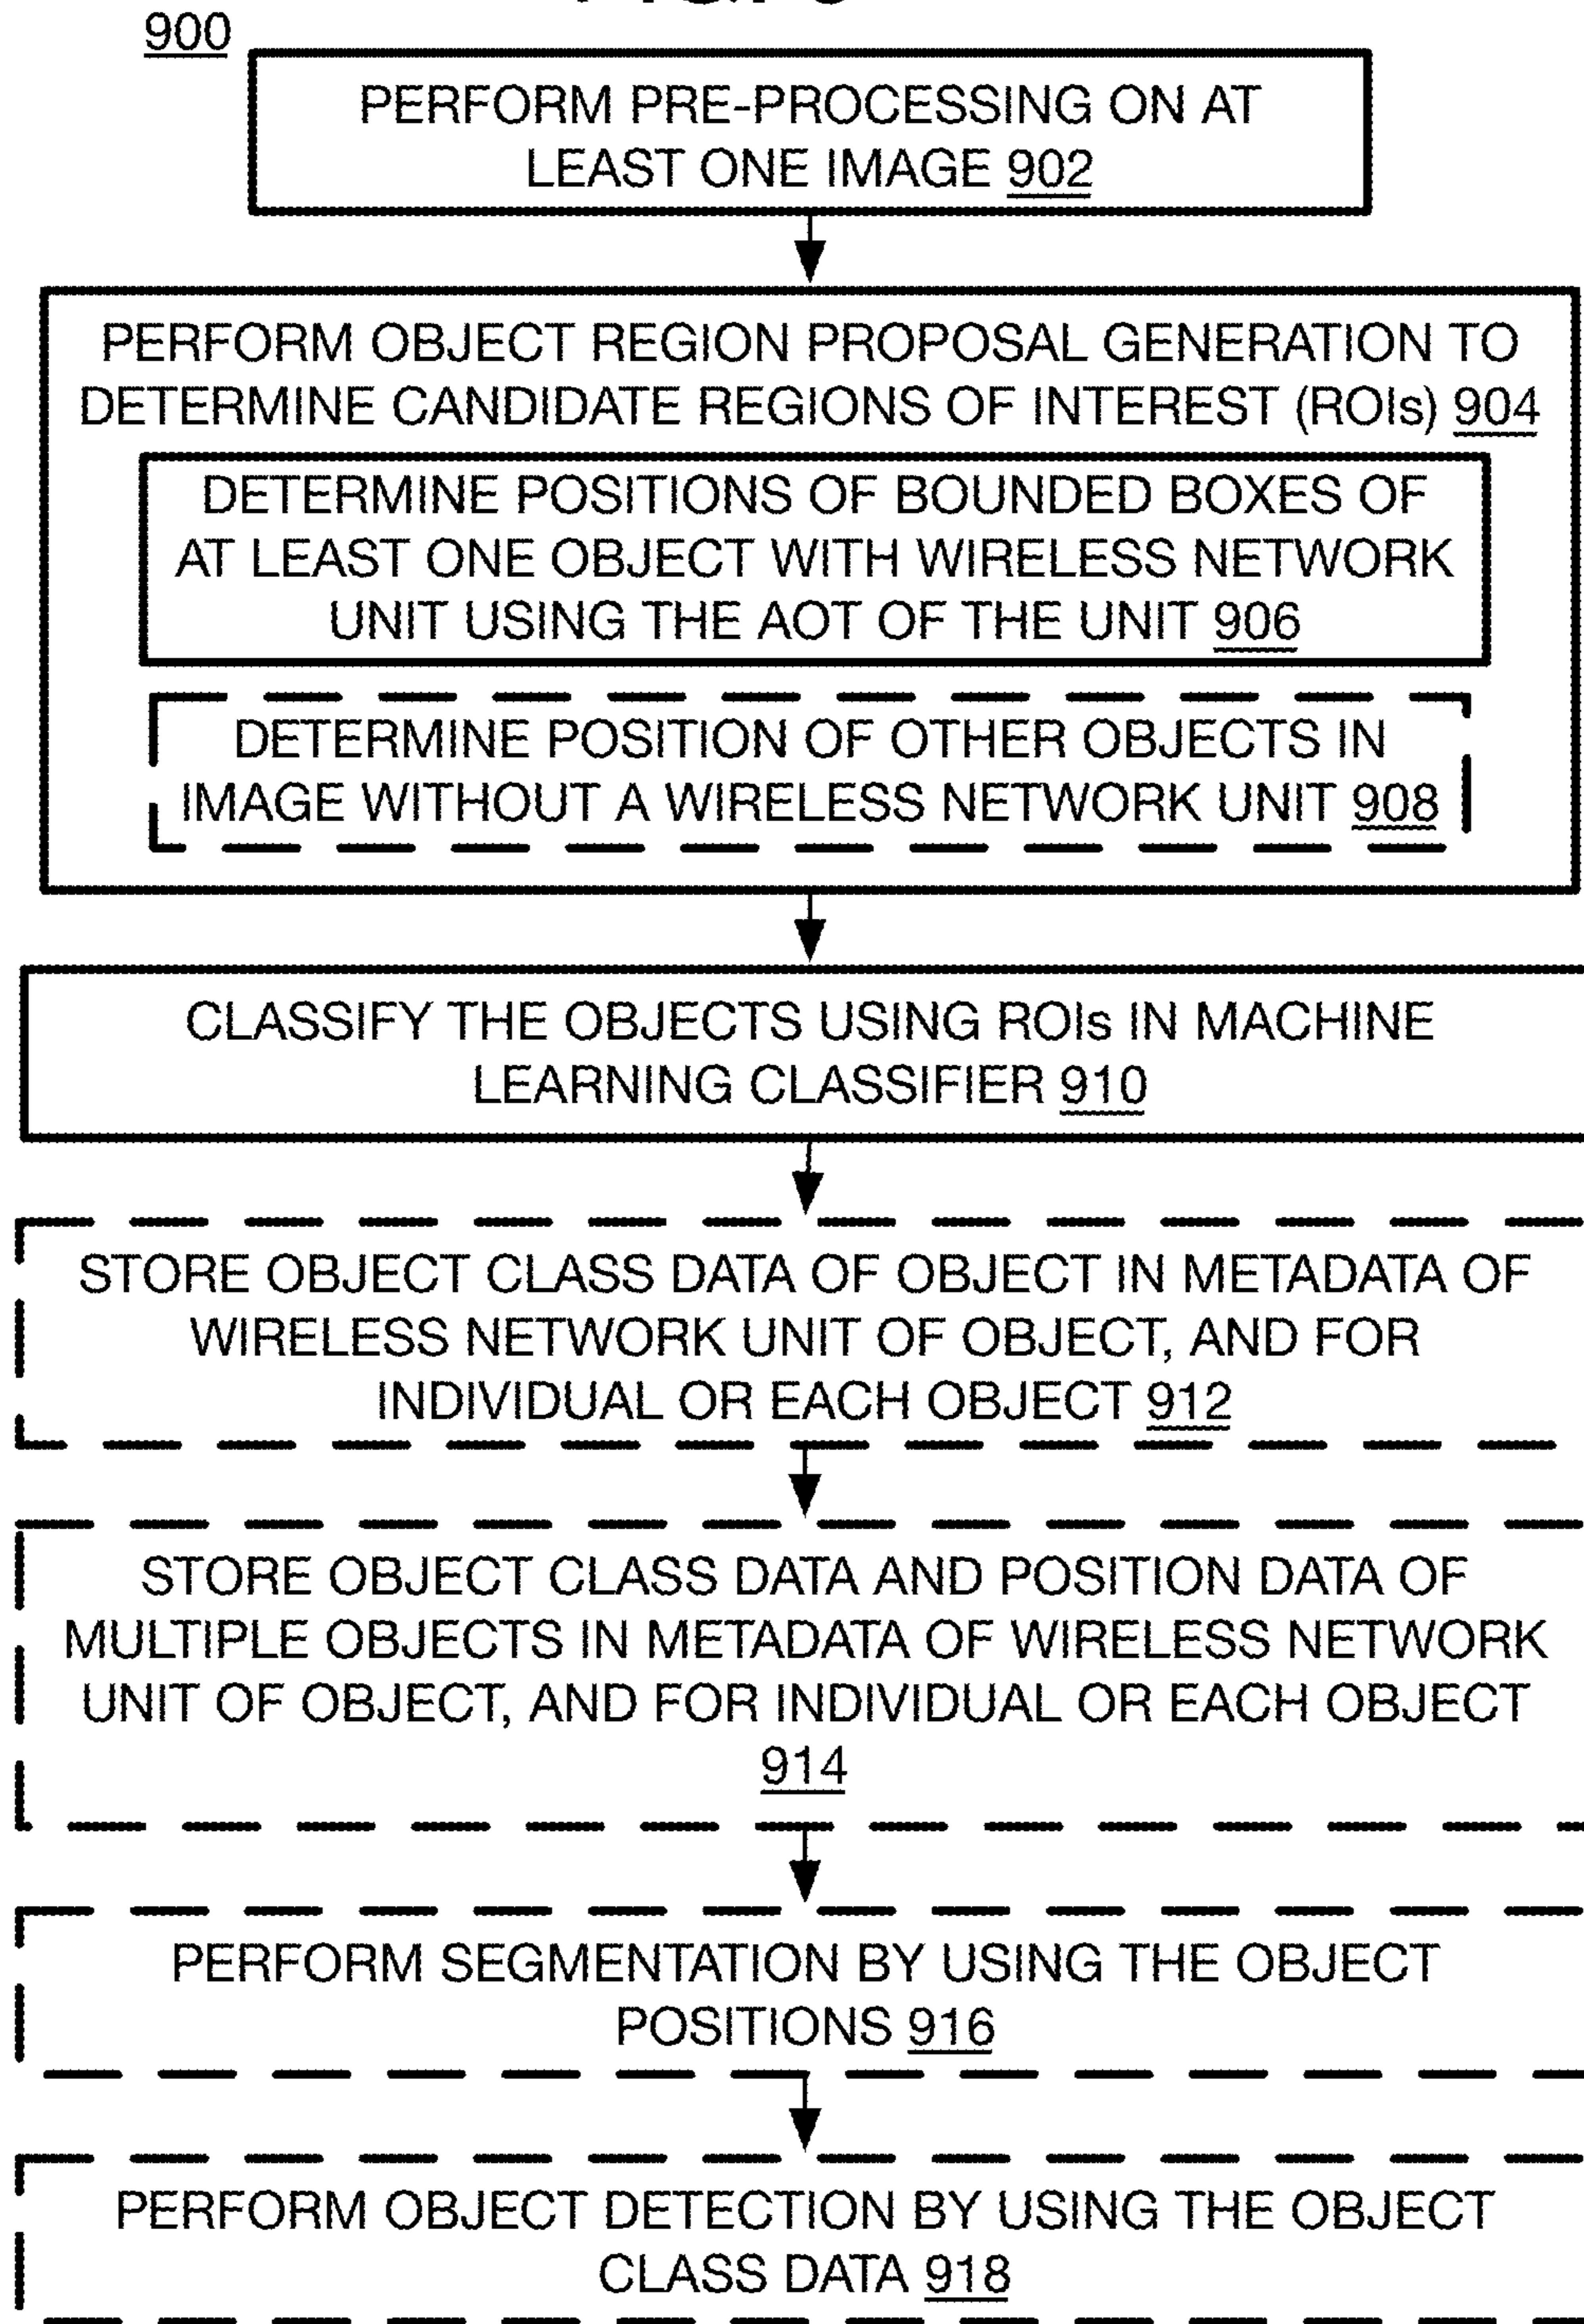 900
PERFORM PRE-PROCESSING ON AT
LEAST ONE IMAGE 902
PERFORM OBJECT REGION PROPOSAL GENERATION TO
DETERMINE CANDIDATE REGIONS OF INTEREST (ROIs) 904
DETERMINE POSITIONS OF BOUNDED BOXES OF
AT LEAST ONE OBJECT WITH WIRELESS NETWORK
UNIT USING THE AOT OF THE UNIT 906
DETERMINE POSITION OF OTHER OBJECTS IN
IMAGE WITHOUT A WIRELESS NETWORK UNIT 908
CLASSIFY THE OBJECTS USING ROIs IN MACHINE
LEARNING CLASSIFIER 910
STORE OBJECT CLASS DATA OF OBJECT IN METADATA OF
WIRELESS NETWORK UNIT OF OBJECT, AND FOR
INDIVIDUAL OR EACH OBJECT 912
STORE OBJECT CLASS DATA AND POSITION DATA OF
MULTIPLE OBJECTS IN METADATA OF WIRELESS NETWORK
UNIT OF OBJECT, AND FOR INDIVIDUAL OR EACH OBJECT
914
PERFORM SEGMENTATION BY USING THE OBJECT
POSITIONS 916
PERFORM OBJECT DETECTION BY USING THE OBJECT
CLASS DATA 918